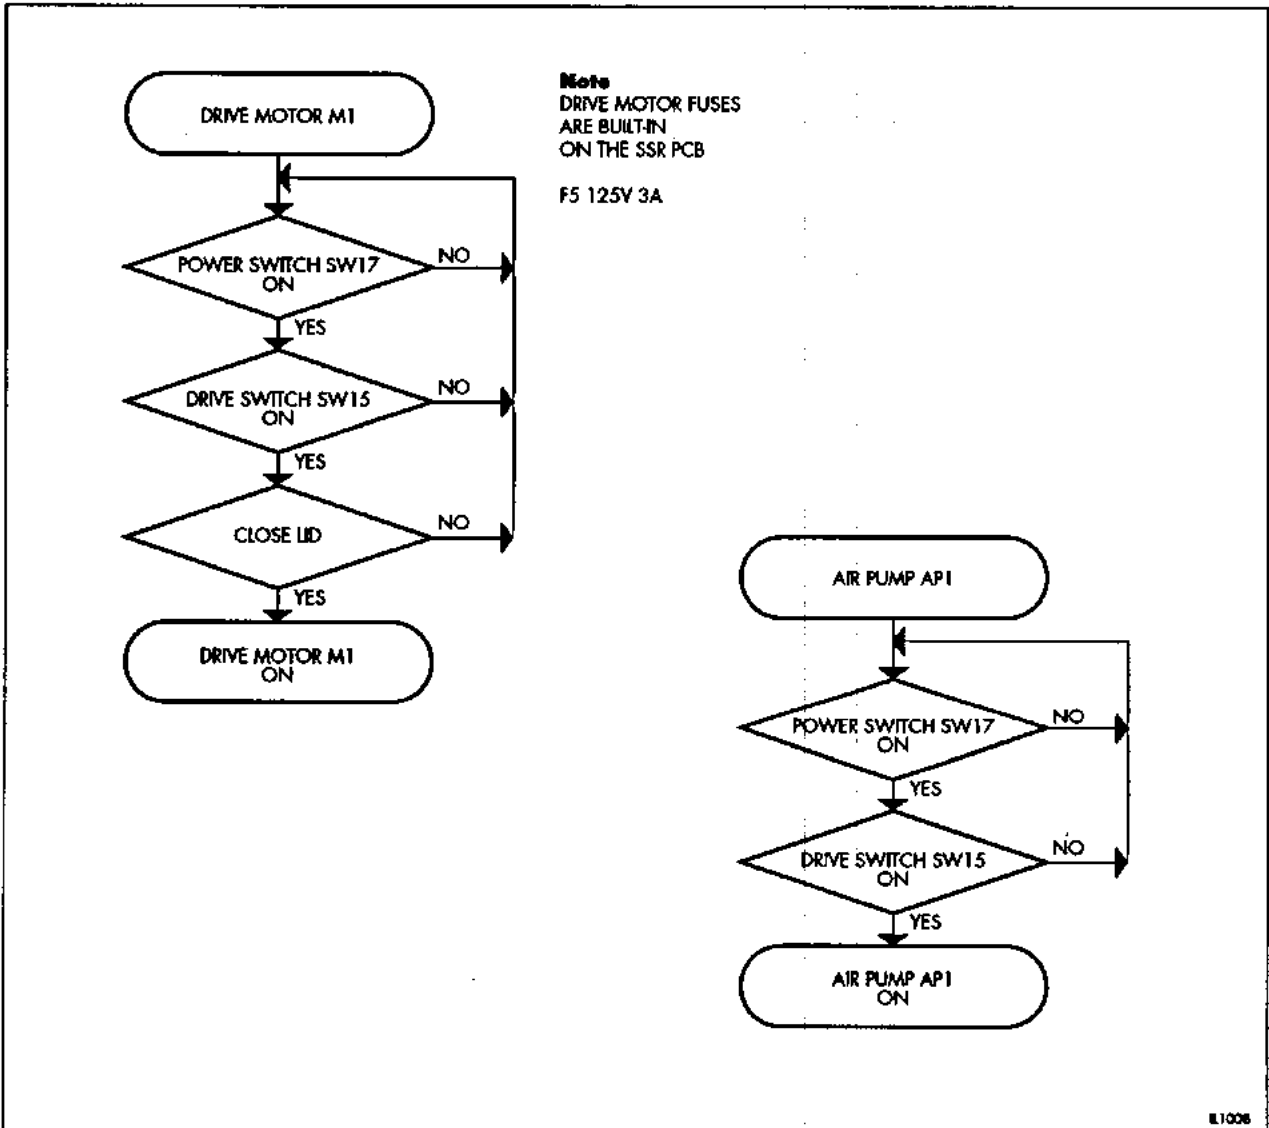 DRIVE MOTOR M1
Note
DRIVE MOTOR FUSES
ARE BUILT-IN
ON THE SSR PCB
F5 125V 3A
POWER SWITCH SW17
ON
NO
YES
DRIVE SWITCH SW15
ON
NO
YES
CLOSE LID
NO
YES
DRIVE MOTOR M1
ON
AIR PUMP AP1
POWER SWITCH SW17
ON
NO
YES
DRIVE SWITCH SW15
ON
NO
YES
AIR PUMP AP1
ON